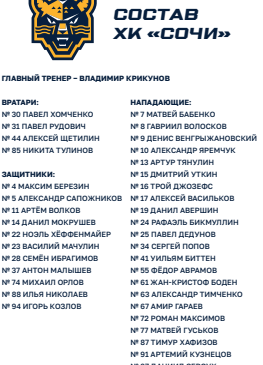 СОСТАВ
ХК «СОЧИ»
ГЛАВНЫЙ ТРЕНЕР – ВЛАДИМИР КРИКУНОВ
ВРАТАРИ:
№ 30 ПАВЕЛ ХОМЧЕНКО
№ 31 ПАВЕЛ РУДОВИЧ
№ 44 АЛЕКСЕЙ ЩЕТИЛИН
№ 85 НИКИТА ТУЛИНОВ
ЗАЩИТНИКИ:
№ 4 МАКСИМ БЕРЕЗИН
№ 5 АЛЕКСАНДР САПОЖНИКОВ
№ 11 АРТЁМ ВОЛКОВ
№ 14 ДАНИЛ МОКРУШЕВ
№ 22 НОЭЛЬ ХЁФФЕНМАЙЕР
№ 23 ВАСИЛИЙ МАЧУЛИН
№ 28 СЕМЁН ИБРАГИМОВ
№ 37 АНТОН МАЛЫШЕВ
№ 74 МИХАИЛ ОРЛОВ
№ 88 ИЛЬЯ НИКОЛАЕВ
№ 94 ИГОРЬ КОЗЛОВ
НАПАДАЮЩИЕ:
№ 7 МАТВЕЙ БАБЕНКО
№ 8 ГАВРИИЛ ВОЛОСКОВ
№ 9 ДЕНИС ВЕНГРЫЖАНОВСКИЙ
№ 10 АЛЕКСАНДР ЯРЕМЧУК
№ 13 АРТУР ТЯНУЛИН
№ 15 ДМИТРИЙ УТКИН
№ 16 ТРОЙ ДЖОЗЕФС
№ 17 АЛЕКСЕЙ ВАСИЛЬКОВ
№ 19 ДАНИЛ АВЕРШИН
№ 24 РАФАЭЛЬ БИКМУЛЛИН
№ 25 ПАВЕЛ ДЕДУНОВ
№ 34 СЕРГЕЙ ПОПОВ
№ 41 УИЛЬЯМ БИТТЕН
№ 55 ФЁДОР АВРАМОВ
№ 61 ЖАН-КРИСТОФ БОДЕН
№ 63 АЛЕКСАНДР ТИМЧЕНКО
№ 67 АМИР ГАРАЕВ
№ 72 РОМАН МАКСИМОВ
№ 77 МАТВЕЙ ГУСЬКОВ
№ 87 ТИМУР ХАФИЗОВ
№ 91 АРТЕМИЙ КУЗНЕЦОВ